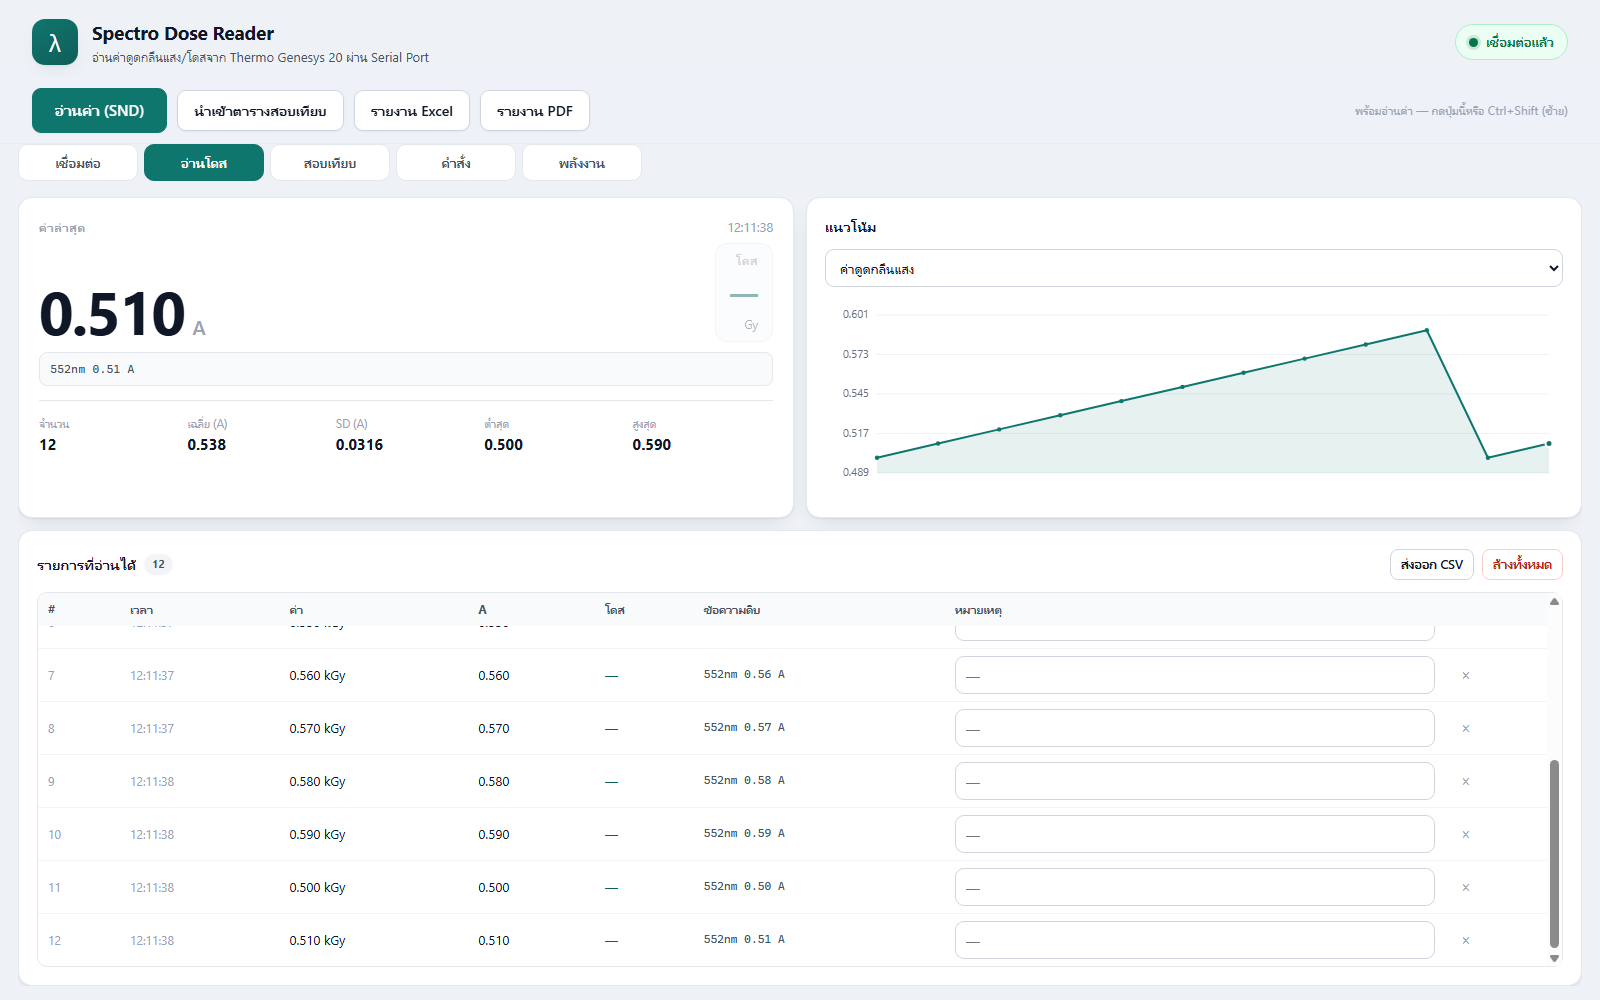 λ
Spectro Dose Reader
อ่านค่าดูดกลืนแสง/โดสจาก Thermo Genesys 20 ผ่าน Serial Port
เชื่อมต่อแล้ว
อ่านค่า (SND)
นำเข้าตารางสอบเทียบ
รายงาน Excel
รายงาน PDF
พร้อมอ่านค่า — กดปุ่มนี้หรือ Ctrl+Shift (ซ้าย)
เชื่อมต่อ
อ่านโดส
สอบเทียบ
คำสั่ง
พลังงาน
ค่าล่าสุด
12:11:38
โดส
—
Gy
0.510 A
552nm 0.51 A
จำนวน
12
เฉลี่ย (A)
0.538
SD (A)
0.0316
ต่ำสุด
0.500
สูงสุด
0.590
แนวโน้ม
ค่าดูดกลืนแสง
0.601
0.573
0.545
0.517
0.489
รายการที่อ่านได้ 12
ส่งออก CSV
ล้างทั้งหมด
# เวลา ค่า A โดส ข้อความดิบ หมายเหตุ
7 12:11:37 0.560 kGy 0.560 — 552nm 0.56 A — ×
8 12:11:37 0.570 kGy 0.570 — 552nm 0.57 A — ×
9 12:11:38 0.580 kGy 0.580 — 552nm 0.58 A — ×
10 12:11:38 0.590 kGy 0.590 — 552nm 0.59 A — ×
11 12:11:38 0.500 kGy 0.500 — 552nm 0.50 A — ×
12 12:11:38 0.510 kGy 0.510 — 552nm 0.51 A — ×